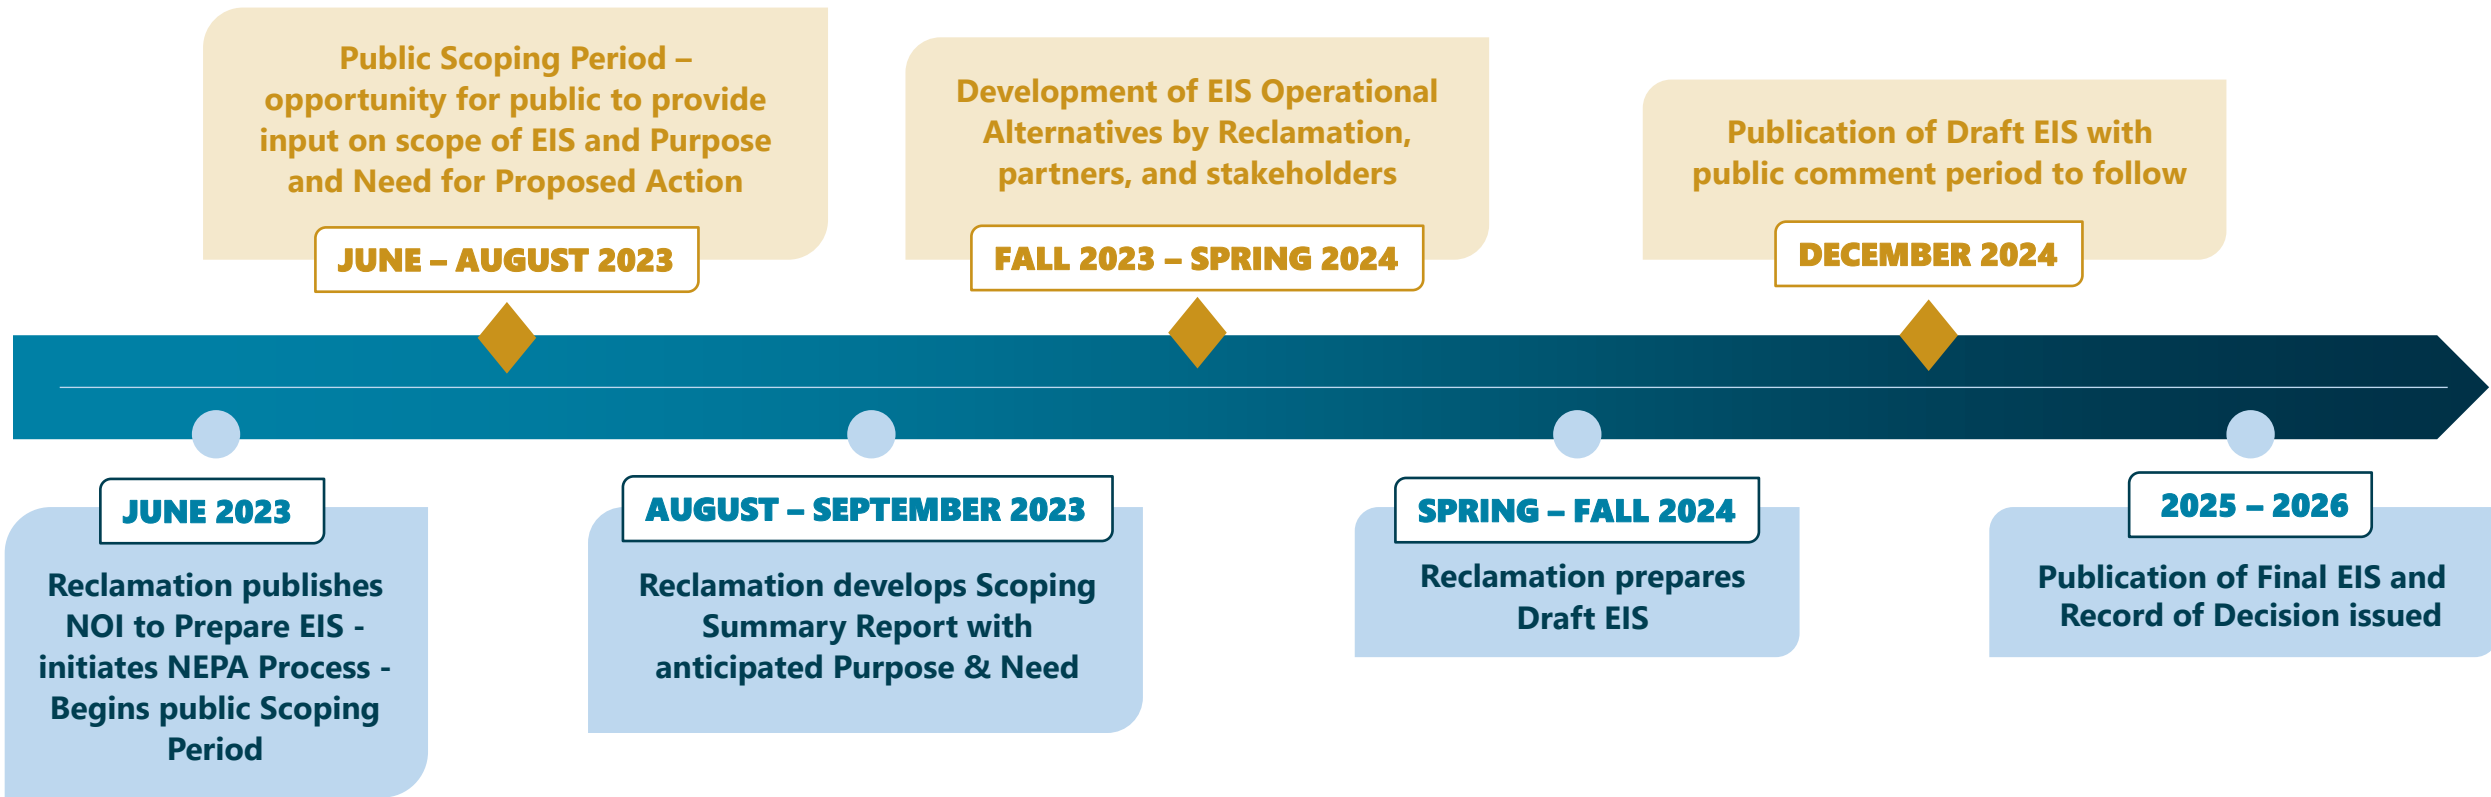 Public Scoping Period –
opportunity for public to provide
input on scope of EIS and Purpose
and Need for Proposed Action
JUNE – AUGUST 2023
Development of EIS Operational
Alternatives by Reclamation,
partners, and stakeholders
FALL 2023 – SPRING 2024
Publication of Draft EIS with
public comment period to follow
DECEMBER 2024
JUNE 2023
Reclamation publishes
NOI to Prepare EIS -
initiates NEPA Process -
Begins public Scoping
Period
AUGUST – SEPTEMBER 2023
Reclamation develops Scoping
Summary Report with
anticipated Purpose & Need
SPRING – FALL 2024
Reclamation prepares
Draft EIS
2025 – 2026
Publication of Final EIS and
Record of Decision issued